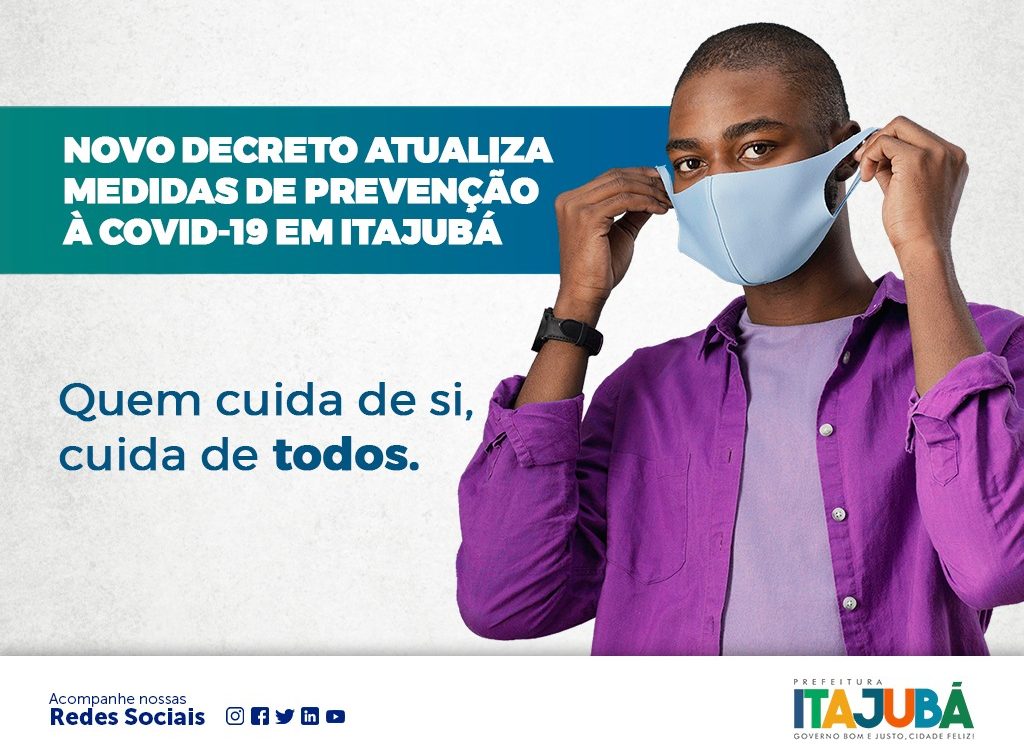 NOVO DECRETO ATUALIZA
MEDIDAS DE PREVENÇÃO
À COVID-19 EM ITAJUBÁ
Quem cuida de si,
cuida de todos.
Acompanhe nossas
Redes Sociais
PREFEITURA
ITAJUBÁ
GOVERNO BOM E JUSTO, CIDADE FELIZ!